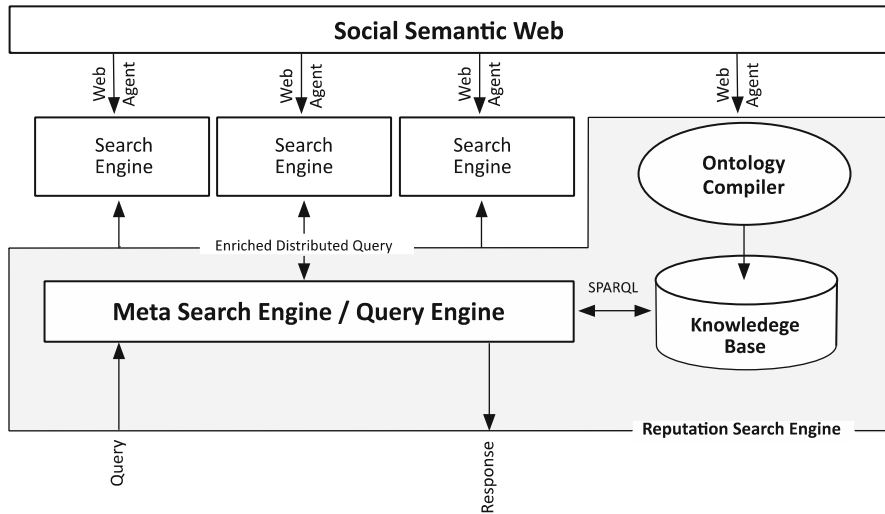 Social Semantic Web
Web Agent
Web Agent
Web Agent
Web Agent
Search
Engine
Search
Engine
Search
Engine
Ontology
Compiler
Enriched Distributed Query
Meta Search Engine / Query Engine
SPARQL
Knowledege
Base
Reputation Search Engine
Query
Response